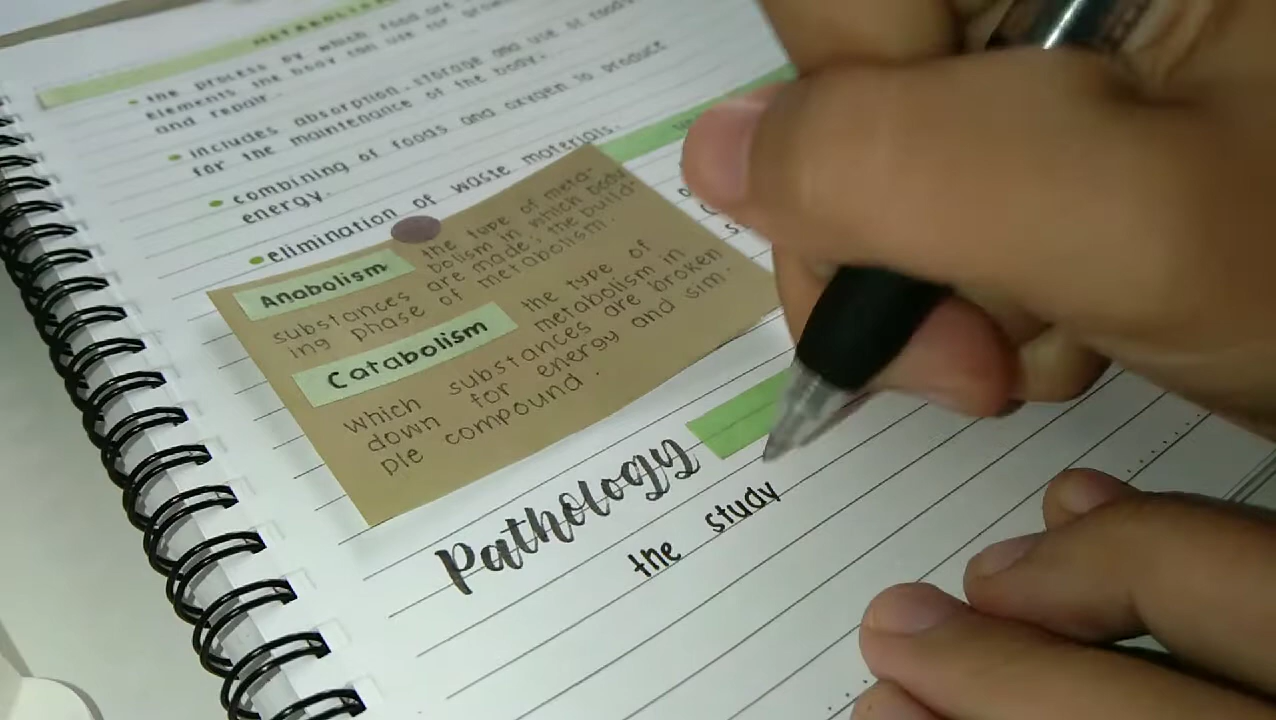 METABOLISM
the process by which food are
elements the body can use for
and repair.
includes absorption, storage and use of foods
for the maintenance of the body.
combining of foods and oxygen to produce
energy.
elimination of waste materials.
Anabolism
the type of meta-
bolism in which body
substances are made; the build-
ing phase of metabolism.
Catabolism
the type of
metabolism in
which substances are broken
down for energy and sim-
ple compound.
Pathology
the study